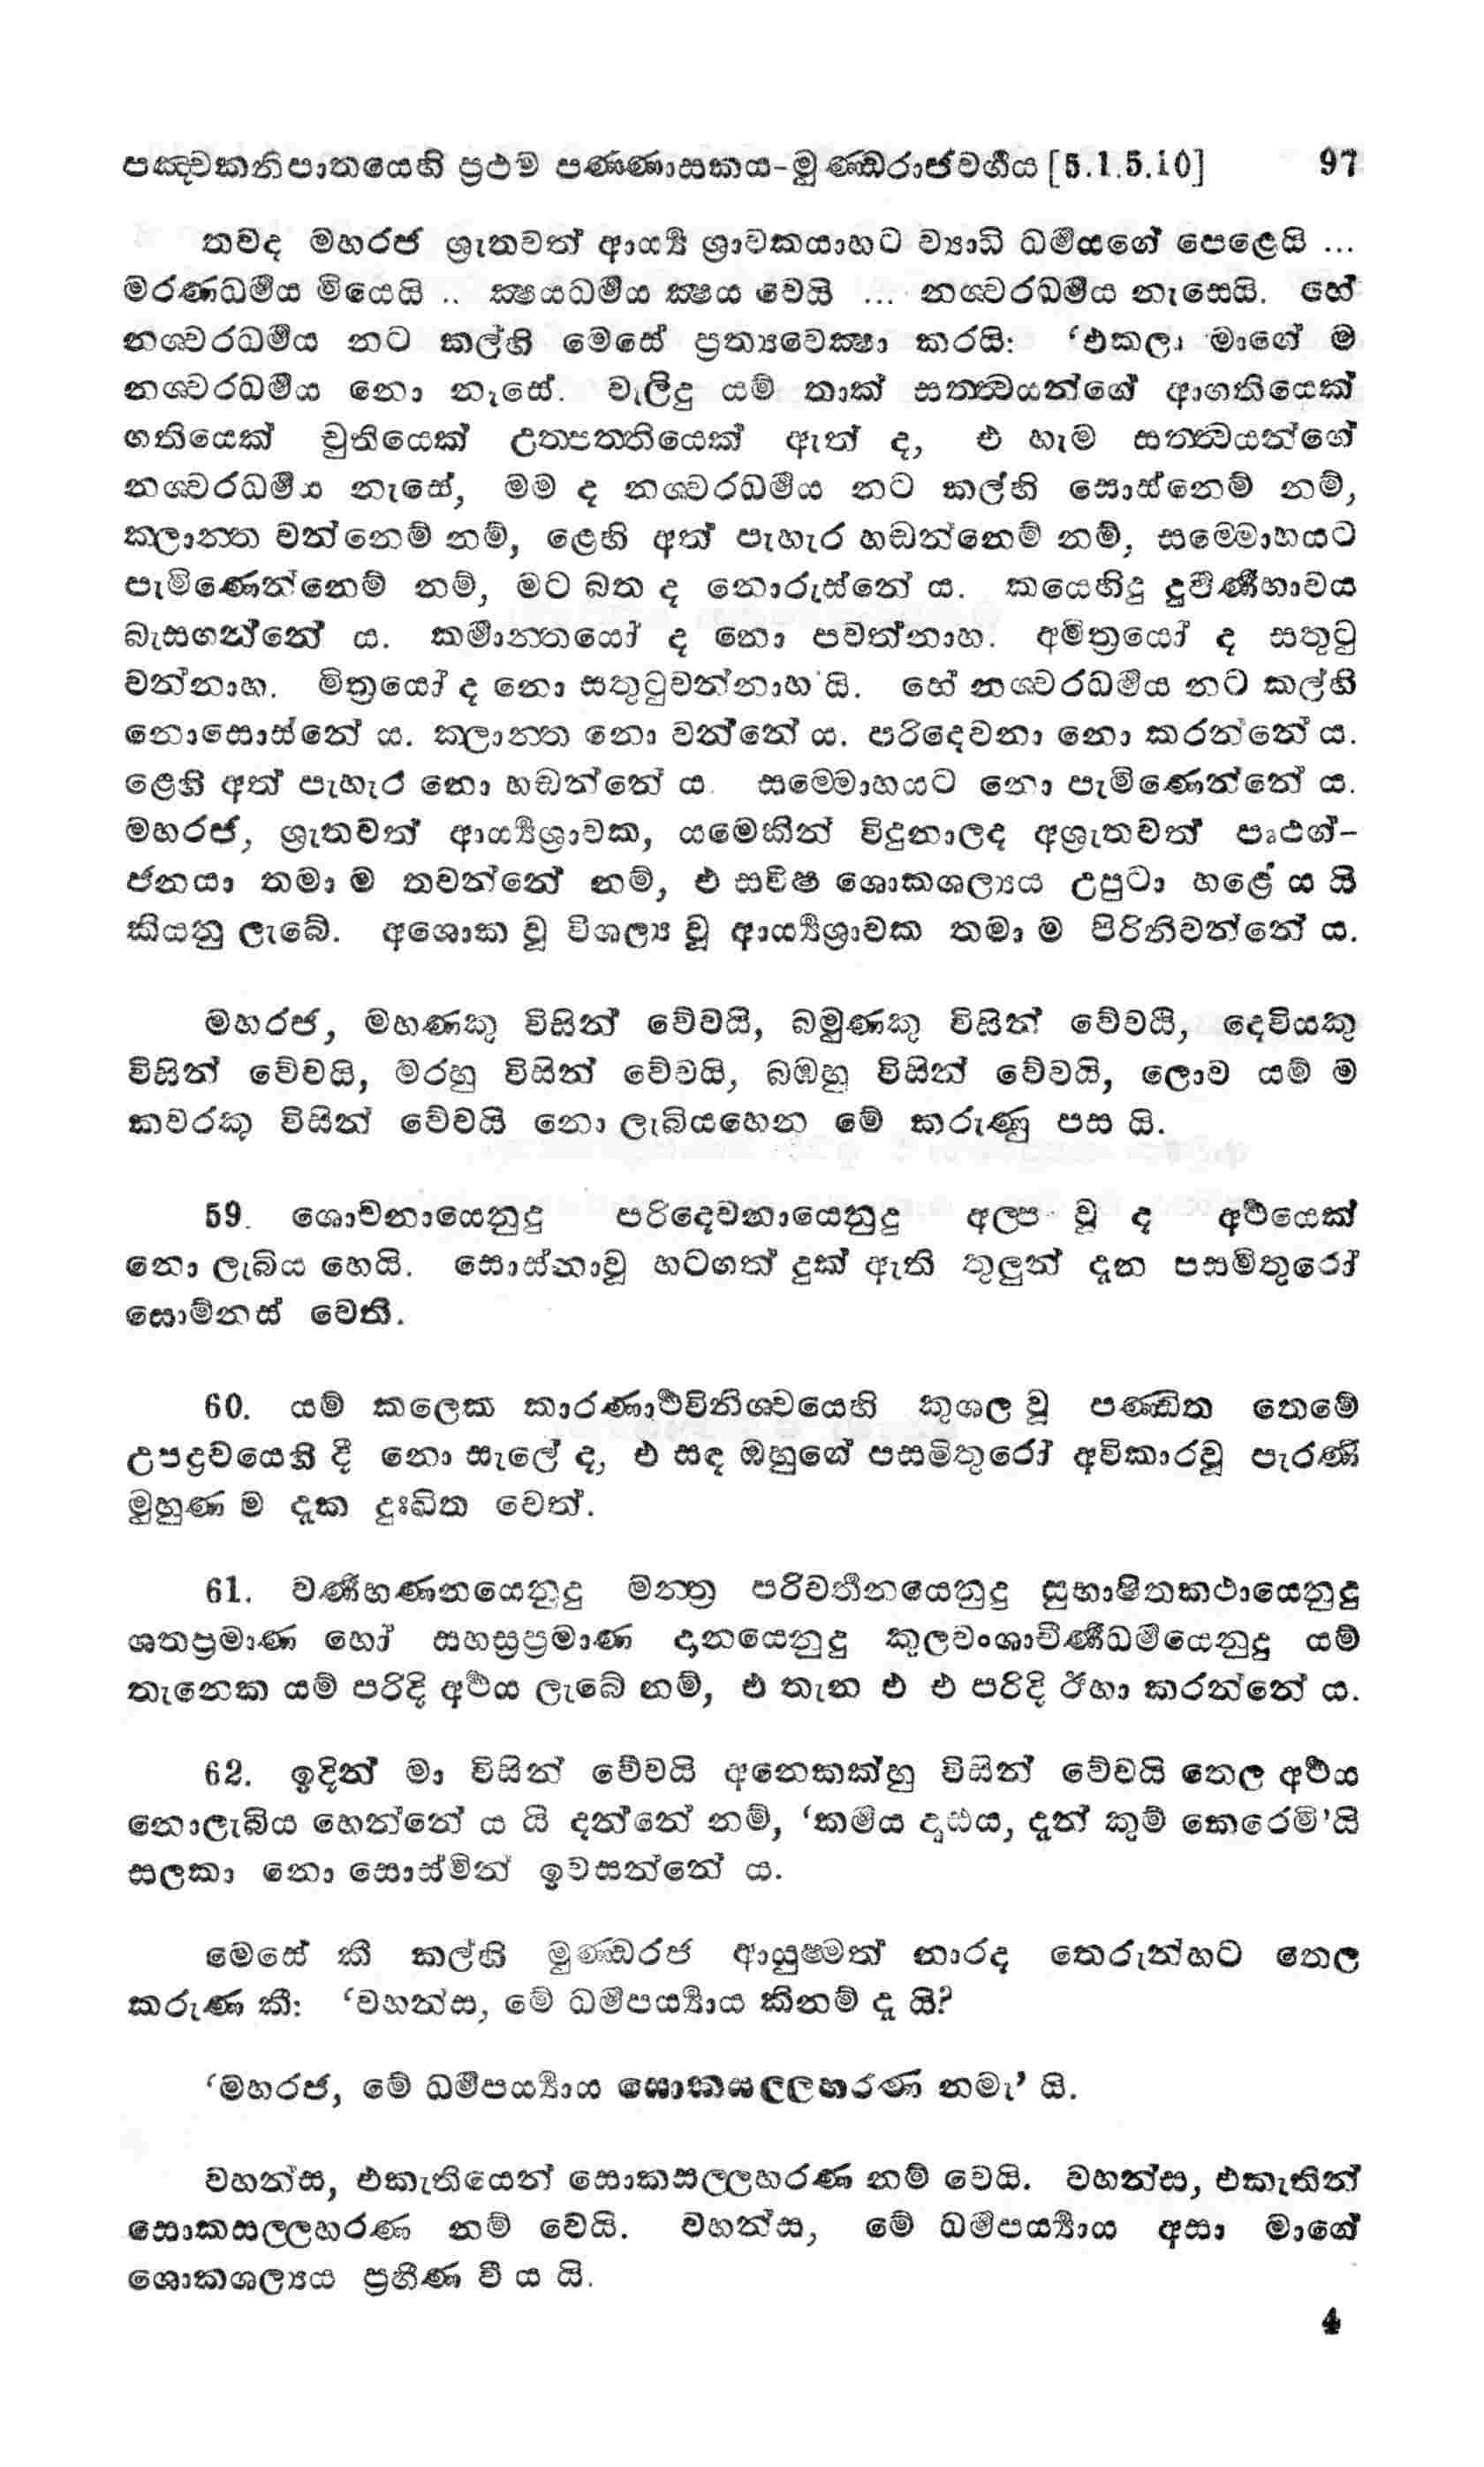 පඤ්චකනිපාතයෙහි ප්‍රථම පණ්ණාසකය-මුණ්ඩරාජවර්‍ගය [5.1.5.10] 97
තවද මහරජ ශ්‍රැතවත් ආර්‍ය්‍ය ශ්‍රාවකයාහට ව්‍යාධි ධර්‍මයගේ පෙළෙයි ...
මරණධර්‍මය මියෙයි .. ක්‍ෂයධර්‍මය ක්‍ෂය වෙයි ... නශ්වරධර්‍මය නැසෙයි. හේ
නශ්වරධර්‍මය නට කල්හි මෙසේ ප්‍රත්‍යවෙක්‍ෂා කරයි: ‘එකලා මාගේ ම
නශ්වරධර්‍මය නො නැසේ. වැලිදු යම් තාක් සත්ත්‍වයන්ගේ ආගතියෙක්
ගතියෙක් චුතියෙක් උත්පත්තියෙක් ඇත් ද, එ හැම සත්ත්‍වයන්ගේ
නශ්වරධර්‍මය නැසේ, මම ද නශ්වරධර්‍මය නට කල්හි සොස්නෙම් නම්,
ක්‍ලාන්ත වන්නෙම් නම්, ළෙහි අත් පැහැර හඬන්නෙම් නම්, සම්මොහයට
පැමිණෙන්නෙම් නම්, මට බත ද නොරුස්නේ ය. කයෙහිදු දුර්‍වර්‍ණභාවය
බැසගන්නේ ය. කර්‍මාන්තයෝ ද නො පවත්නාහ. අමිත්‍රයෝ ද සතුටු
වන්නාහ. මිත්‍රයෝ ද නො සතුටුවන්නාහ යි. හේ නශ්වරධර්‍මය නට කල්හි
නොසොස්නේ ය. ක්‍ලාන්ත නො වන්නේ ය. පරිදෙවනා නො කරන්නේ ය.
ළෙහි අත් පැහැර නො හඬන්නේ ය. සම්මොහයට නො පැමිණෙන්නේ ය.
මහරජ, ශ්‍රැතවත් ආර්‍ය්‍යශ්‍රාවක, යමෙකින් විදුනාලද අශ්‍රැතවත් පෘථග්-
ජනයා තමා ම තවන්නේ නම්, එ සවිෂ ශොකශල්‍යය උපුටා හළේ ය යි
කියනු ලැබේ. අශොක වූ විශල්‍ය වූ ආර්‍ය්‍යශ්‍රාවක තමා ම පිරිනිවන්නේ ය.
මහරජ, මහණකු විසින් වේවයි, බමුණකු විසින් වේවයි, දෙවියකු
විසින් වේවයි, මරහු විසින් වේවයි, බඹහු විසින් වේවයි, ලොව යම් ම
කවරකු විසින් වේවයි නො ලැබියහෙන මේ කරුණු පස යි.
59. ශොචනායෙනුදු පරිදෙවනායෙනුදු අල්ප වූ ද අර්‍ථයෙක්
නො ලැබිය හෙයි. සොස්නාවූ හටගත් දුක් ඇති තුලුන් දැන පසමිතුරෝ
සොම්නස් වෙති.
60. යම් කලෙක කාරණාර්‍ථවිනිශ්චයෙහි කුශල වූ පණ්ඩිත තෙමේ
උපද්‍රවයෙහි දී නො සැලේ ද, එ සඳ ඔහුගේ පසමිතුරෝ අවිකාරවූ පැරණි
මුහුණ ම දැක දුඃඛිත වෙත්.
61. වර්‍ණභණනයෙනුදු මන්ත්‍ර පරිවර්‍තනයෙනුදු සුභාෂිතකථායෙනුදු
ශතප්‍රමාණ හෝ සහස්‍රප්‍රමාණ දානයෙනුදු කුලවංශාචීර්‍ණධර්‍මයෙනුදු යම්
තැනෙක යම් පරිදි අර්‍ථය ලැබේ නම්, එ තැන එ එ පරිදි ඊහා කරන්නේ ය.
62. ඉදින් මා විසින් වේවයි අනෙකක්හු විසින් වේවයි තෙල අර්‍ථය
නොලැබිය හෙන්නේ ය යි දන්නේ නම්, ‘කර්‍මය දෘඪය, දැන් කුම් කෙරෙම්’යි
සලකා නො සොස්මින් ඉවසන්නේ ය.
මෙසේ කී කල්හි මුණ්ඩරජ ආයුෂ්මත් නාරද තෙරුන්හට තෙල
කරුණ කී: ‘වහන්ස, මේ ධර්‍මපර්‍ය්‍යාය කිනම් දැ යි?
‘මහරජ, මේ ධර්‍මපර්‍ය්‍යාය සොකසල්ලහරණ නමැ’ යි.
වහන්ස, එකැතියෙන් සොකසල්ලහරණ නම් වෙයි. වහන්ස, එකැතින්
සොකසල්ලහරණ නම් වෙයි. වහන්ස, මේ ධර්‍මපර්‍ය්‍යාය අසා මාගේ
ශොකශල්‍යය ප්‍රහීණ වී ය යි.
4